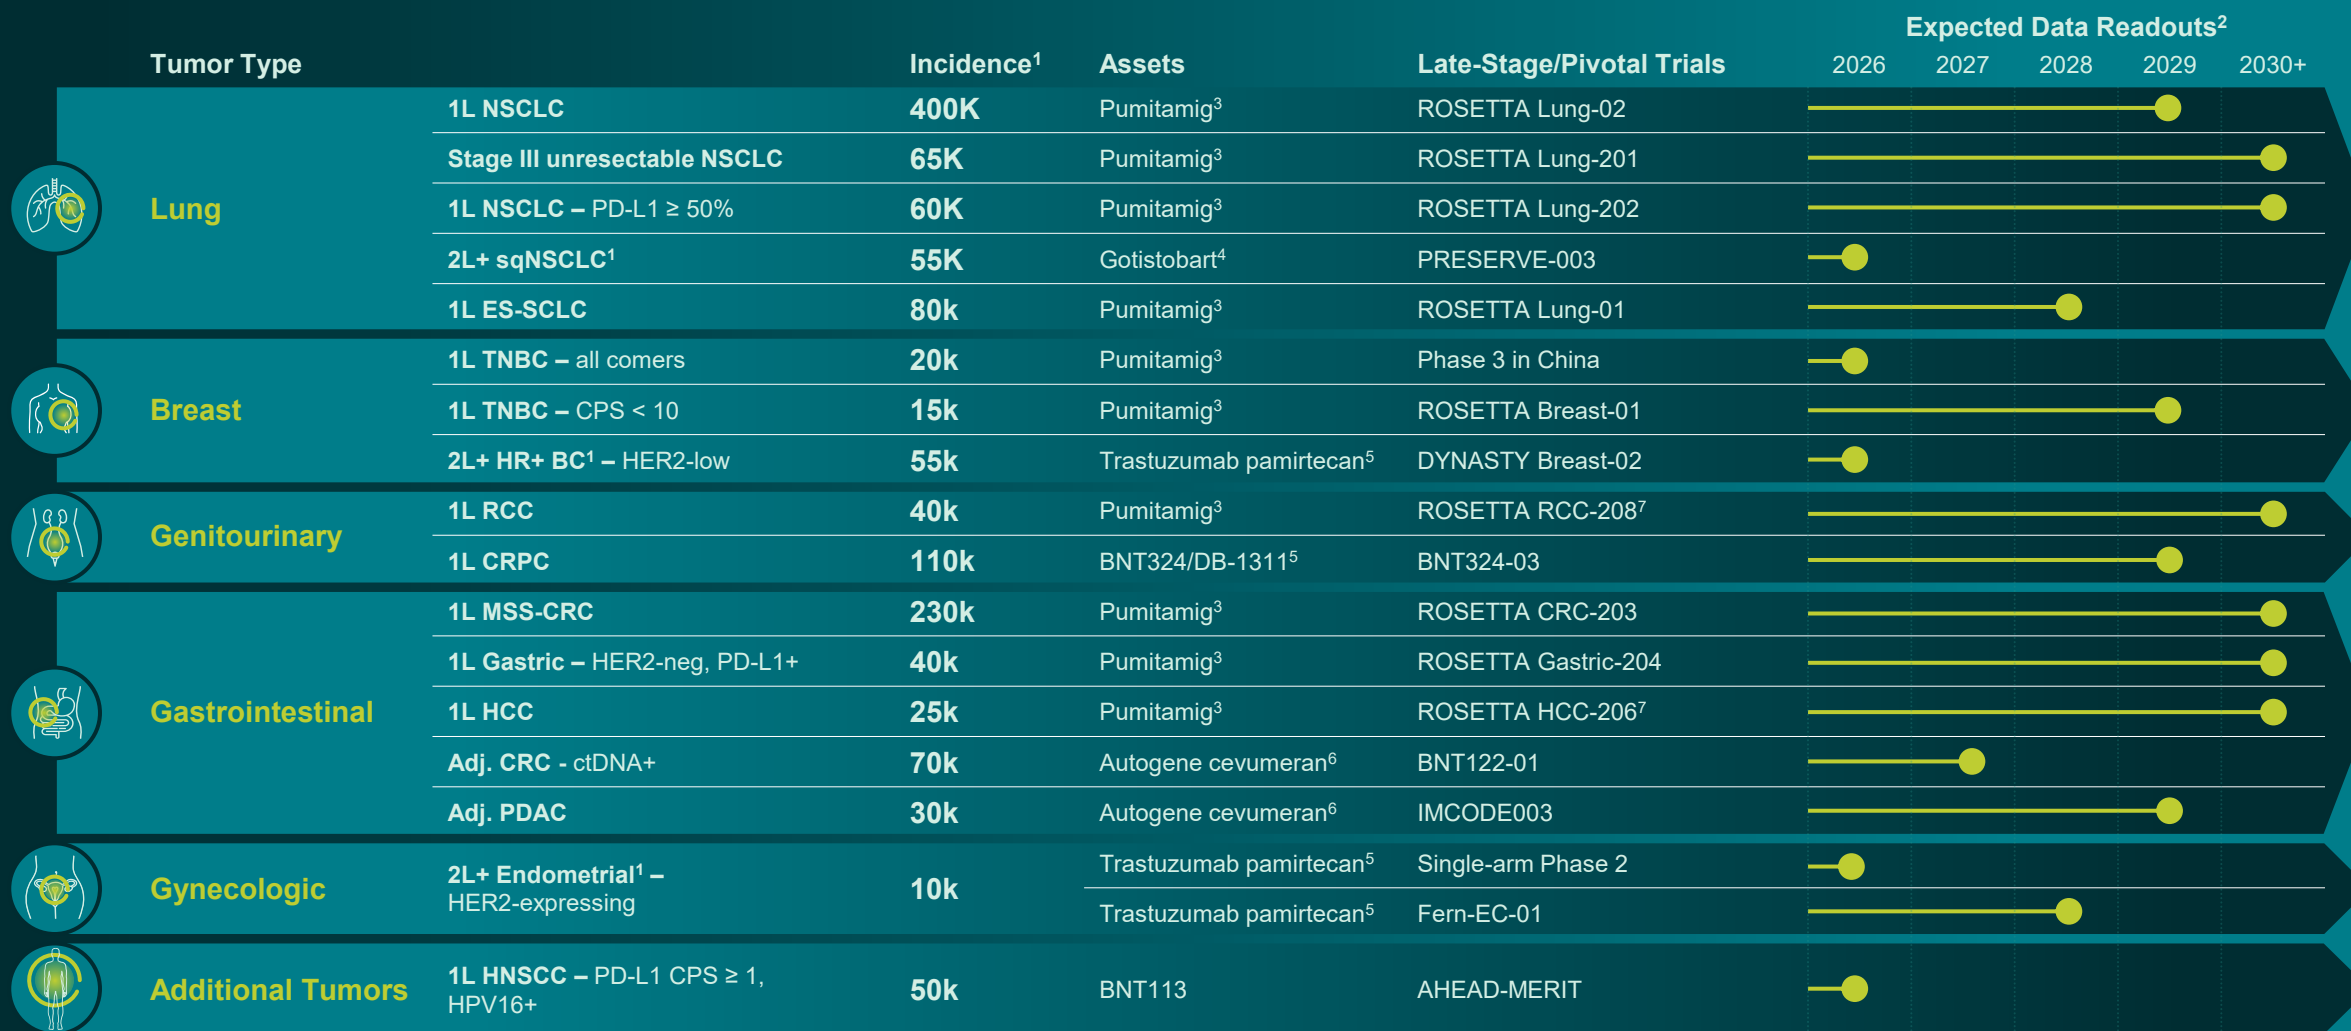 Expected Data Readouts²
Tumor Type Incidence¹ Assets Late-Stage/Pivotal Trials 2026 2027 2028 2029 2030+
Lung
1L NSCLC 400K Pumitamig³ ROSETTA Lung-02
Stage III unresectable NSCLC 65K Pumitamig³ ROSETTA Lung-201
1L NSCLC – PD-L1 ≥ 50% 60K Pumitamig³ ROSETTA Lung-202
2L+ sqNSCLC¹ 55K Gotistobart⁴ PRESERVE-003
1L ES-SCLC 80k Pumitamig³ ROSETTA Lung-01
Breast
1L TNBC – all comers 20k Pumitamig³ Phase 3 in China
1L TNBC – CPS < 10 15k Pumitamig³ ROSETTA Breast-01
2L+ HR+ BC¹ – HER2-low 55k Trastuzumab pamirtecan⁵ DYNASTY Breast-02
Genitourinary
1L RCC 40k Pumitamig³ ROSETTA RCC-208⁷
1L CRPC 110k BNT324/DB-1311⁵ BNT324-03
Gastrointestinal
1L MSS-CRC 230k Pumitamig³ ROSETTA CRC-203
1L Gastric – HER2-neg, PD-L1+ 40k Pumitamig³ ROSETTA Gastric-204
1L HCC 25k Pumitamig³ ROSETTA HCC-206⁷
Adj. CRC - ctDNA+ 70k Autogene cevumeran⁶ BNT122-01
Adj. PDAC 30k Autogene cevumeran⁶ IMCODE003
Gynecologic
2L+ Endometrial¹ –
HER2-expressing
10k
Trastuzumab pamirtecan⁵ Single-arm Phase 2
Trastuzumab pamirtecan⁵ Fern-EC-01
Additional Tumors
1L HNSCC – PD-L1 CPS ≥ 1,
HPV16+
50k BNT113 AHEAD-MERIT